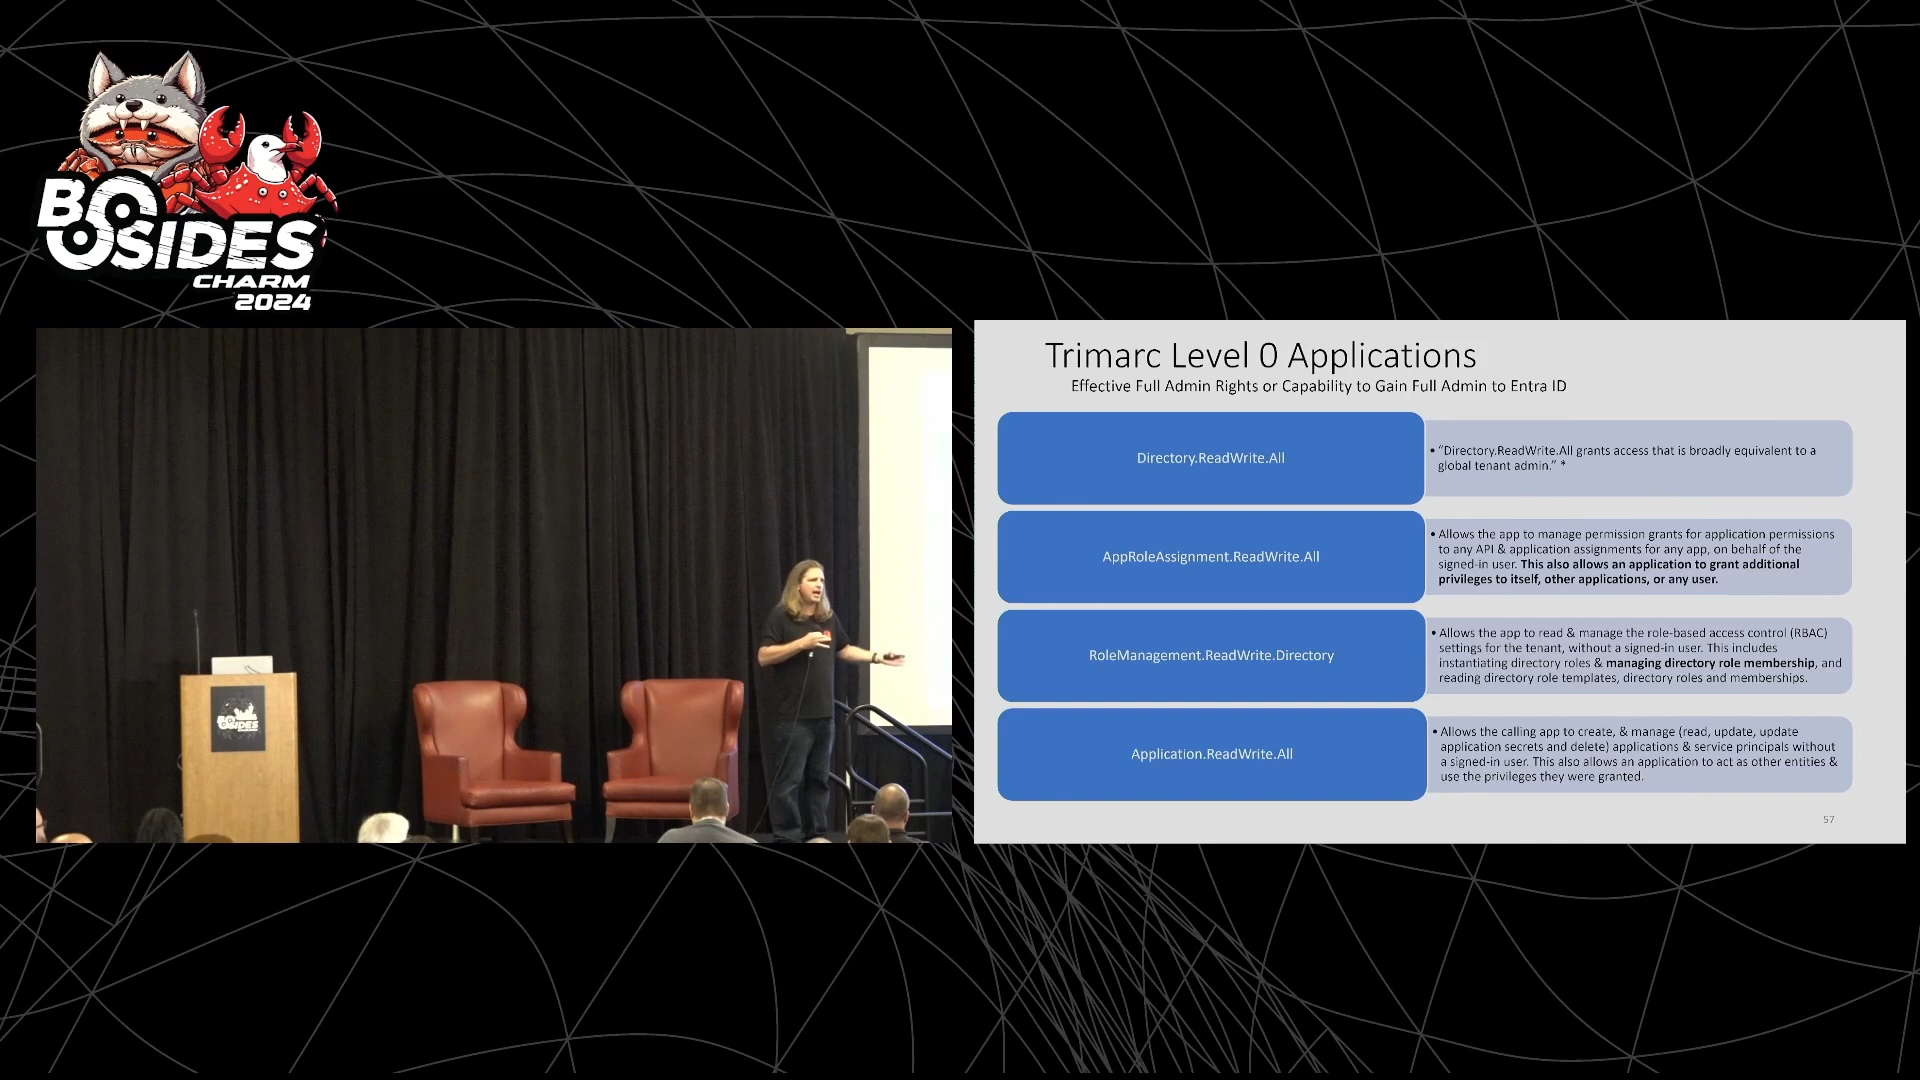 BSIDES
CHARM
2024
BSIDES
Trimarc Level 0 Applications
Effective Full Admin Rights or Capability to Gain Full Admin to Entra ID
Directory.ReadWrite.All
• “Directory.ReadWrite.All grants access that is broadly equivalent to a
global tenant admin.” *
AppRoleAssignment.ReadWrite.All
• Allows the app to manage permission grants for application permissions
to any API & application assignments for any app, on behalf of the
signed-in user. This also allows an application to grant additional
privileges to itself, other applications, or any user.
RoleManagement.ReadWrite.Directory
• Allows the app to read & manage the role-based access control (RBAC)
settings for the tenant, without a signed-in user. This includes
instantiating directory roles & managing directory role membership, and
reading directory role templates, directory roles and memberships.
Application.ReadWrite.All
• Allows the calling app to create, & manage (read, update, update
application secrets and delete) applications & service principals without
a signed-in user. This also allows an application to act as other entities &
use the privileges they were granted.
57